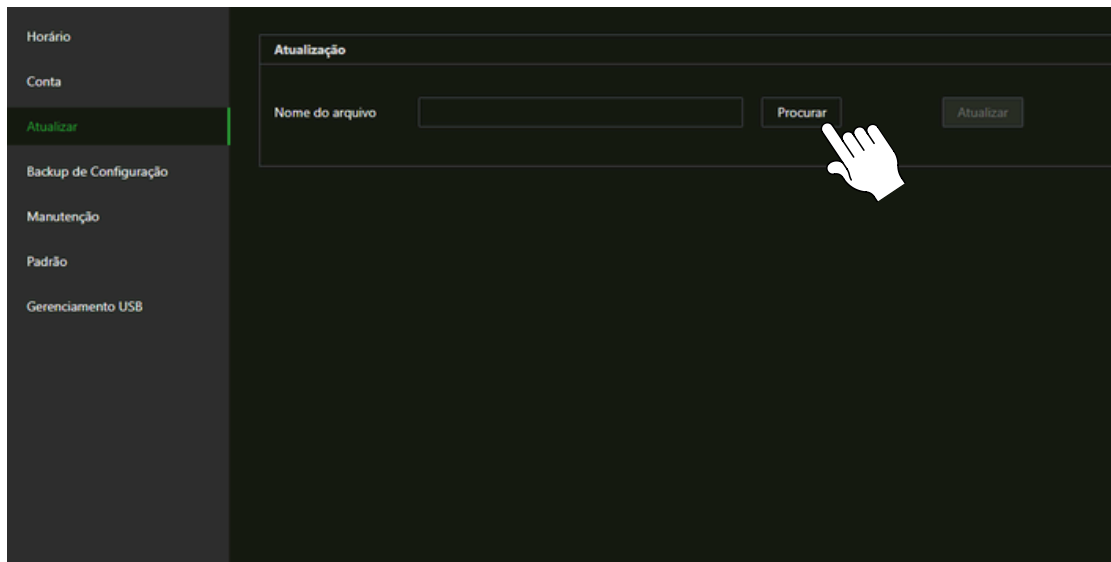 Horário
Conta
Atualizar
Backup de Configuração
Manutenção
Padrão
Gerenciamento USB
Atualização
Nome do arquivo
Procurar
Atualizar